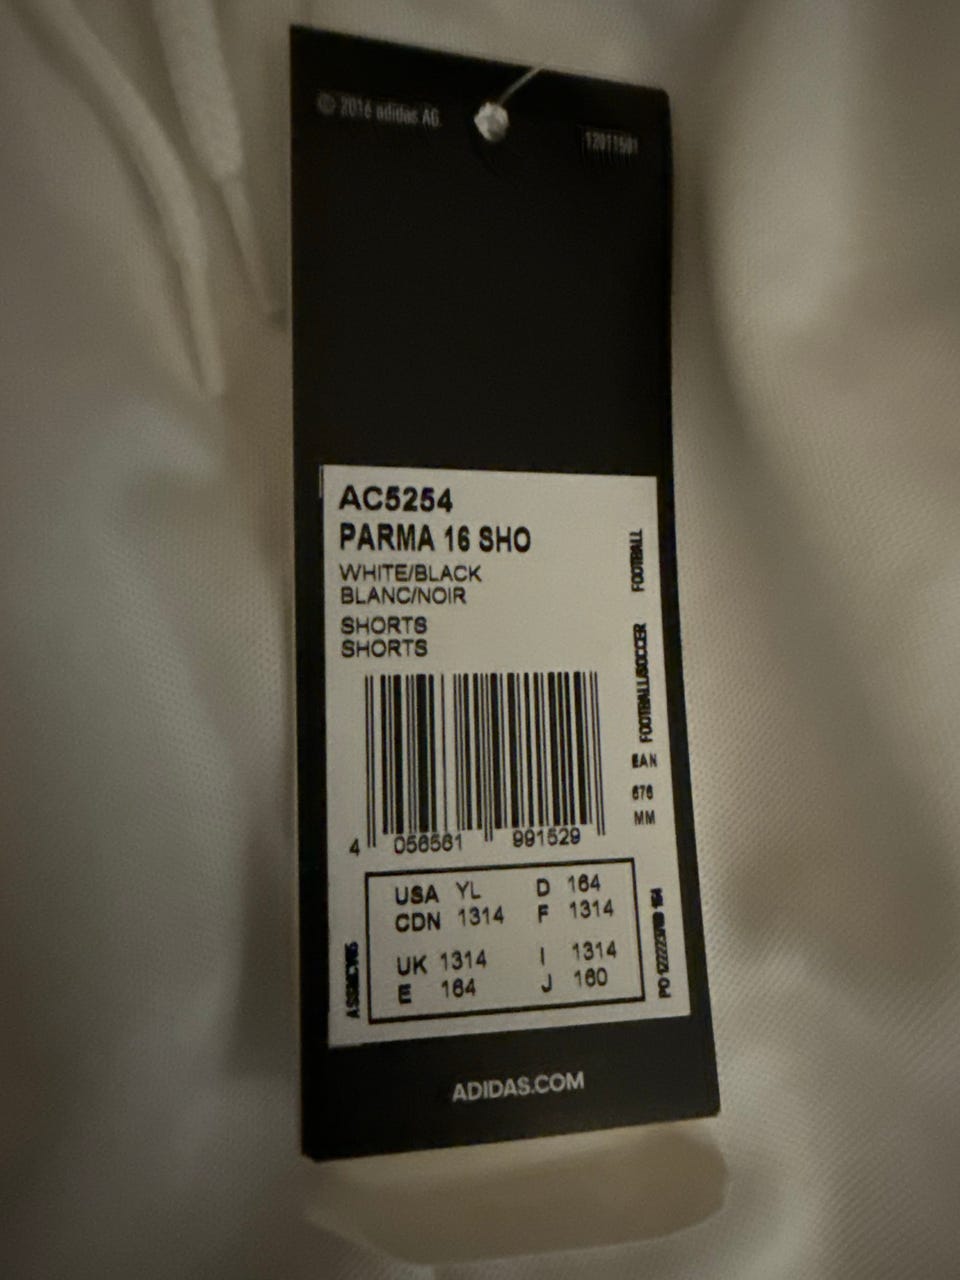 © 2016 adidas AG.
12011501
AC5254
PARMA 16 SHO
WHITE/BLACK
BLANC/NOIR
SHORTS
SHORTS
FOOTBALL/SOCCER FOOTBALL
EAN
676
MM
4 056561 991529
USA YL D 164
CDN 1314 F 1314
UK 1314 I 1314
E 164 J 160
ADIDAS.COM